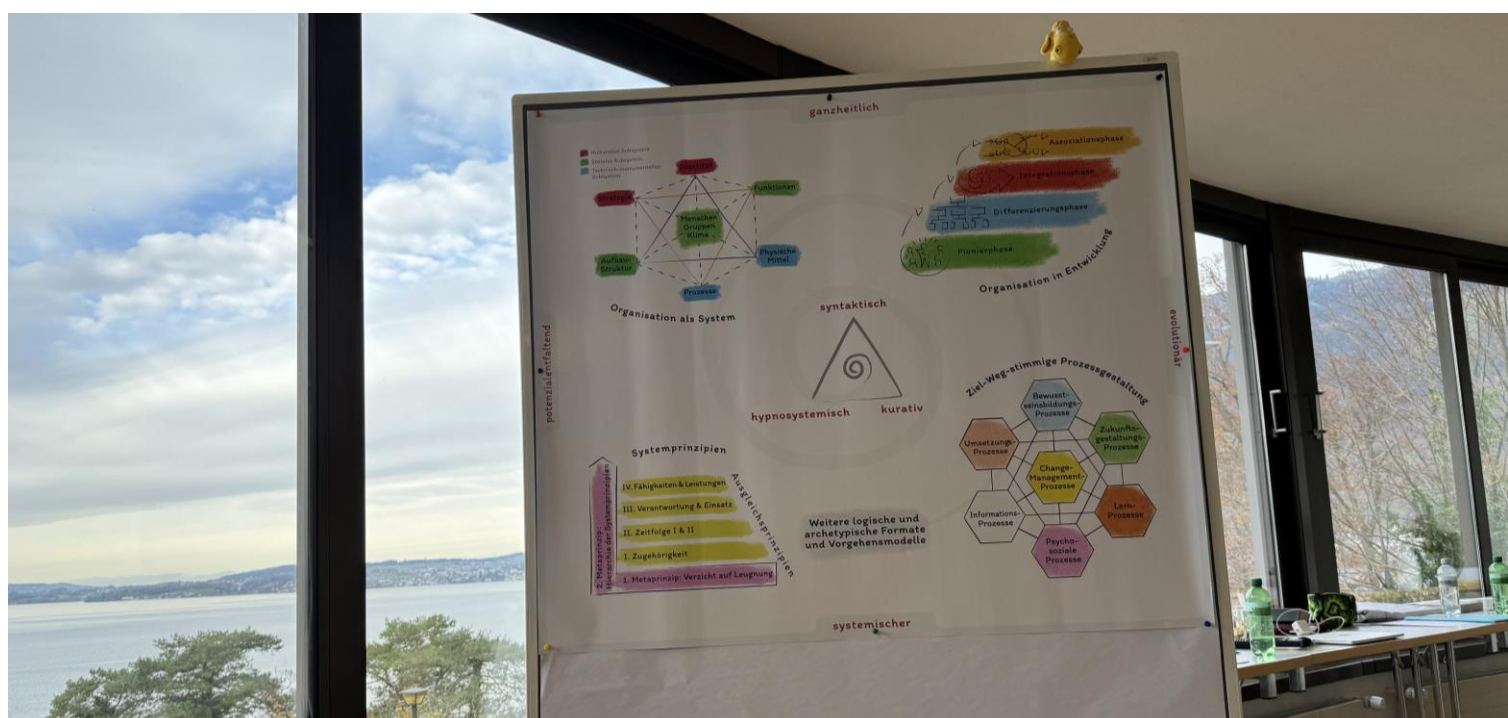 ganzheitlich
Kulturelles Subsystem
Soziales Subsystem
Technisch-instrumentelles
Subsystem
Identität
Strategie
Funktionen
Menschen
Gruppen
Klima
Aufbau-
Struktur
Physische
Mittel
Prozesse
Organisation als System
Assoziationsphase
Integrationsphase
Differenzierungsphase
Pionierphase
Organisation in Entwicklung
potenzialentfaltend
evolutionär
syntaktisch
hypnosystemisch
kurativ
Systemprinzipien
IV. Fähigkeiten & Leistungen
III. Verantwortung & Einsatz
II. Zeitfolge I & II
I. Zugehörigkeit
1. Metaprinzip: Verzicht auf Leugnung
2. Metaprinzip:
Hierarchie der Systemprinzipien
Ausgleichsprinzipien
Weitere logische und
archetypische Formate
und Vorgehensmodelle
Ziel-Weg-stimmige Prozessgestaltung
Bewusst-
seinsbildungs-
Prozesse
Umsetzungs-
Prozesse
Zukunfts-
gestaltungs-
Prozesse
Change-
Management-
Prozesse
Informations-
Prozesse
Lern-
Prozesse
Psycho-
soziale
Prozesse
systemischer